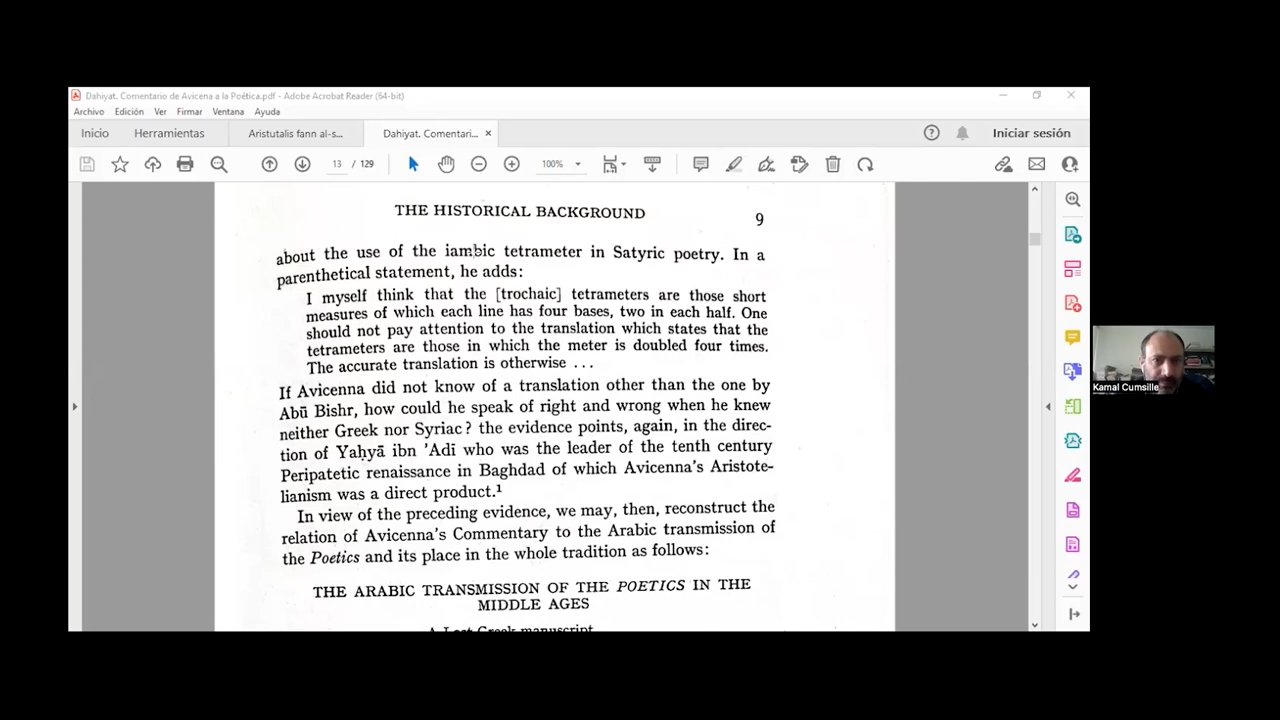 Dahiyat. Comentario de Avicena a la Poética.pdf - Adobe Acrobat Reader (64-bit)
Archivo Edición Ver Firmar Ventana Ayuda
Inicio Herramientas Aristutalis fann al-s... Dahiyat. Comentari... × Iniciar sesión
13 / 129 100%
THE HISTORICAL BACKGROUND 9
about the use of the iambic tetrameter in Satyric poetry. In a
parenthetical statement, he adds:
I myself think that the [trochaic] tetrameters are those short
measures of which each line has four bases, two in each half. One
should not pay attention to the translation which states that the
tetrameters are those in which the meter is doubled four times.
The accurate translation is otherwise ...
If Avicenna did not know of a translation other than the one by
Abū Bishr, how could he speak of right and wrong when he knew
neither Greek nor Syriac? the evidence points, again, in the direc-
tion of Yaḥyā ibn 'Adī who was the leader of the tenth century
Peripatetic renaissance in Baghdad of which Avicenna's Aristote-
lianism was a direct product.¹
In view of the preceding evidence, we may, then, reconstruct the
relation of Avicenna's Commentary to the Arabic transmission of
the Poetics and its place in the whole tradition as follows:
THE ARABIC TRANSMISSION OF THE POETICS IN THE
MIDDLE AGES
A Lost Greek manuscript
Kamal Cumsille